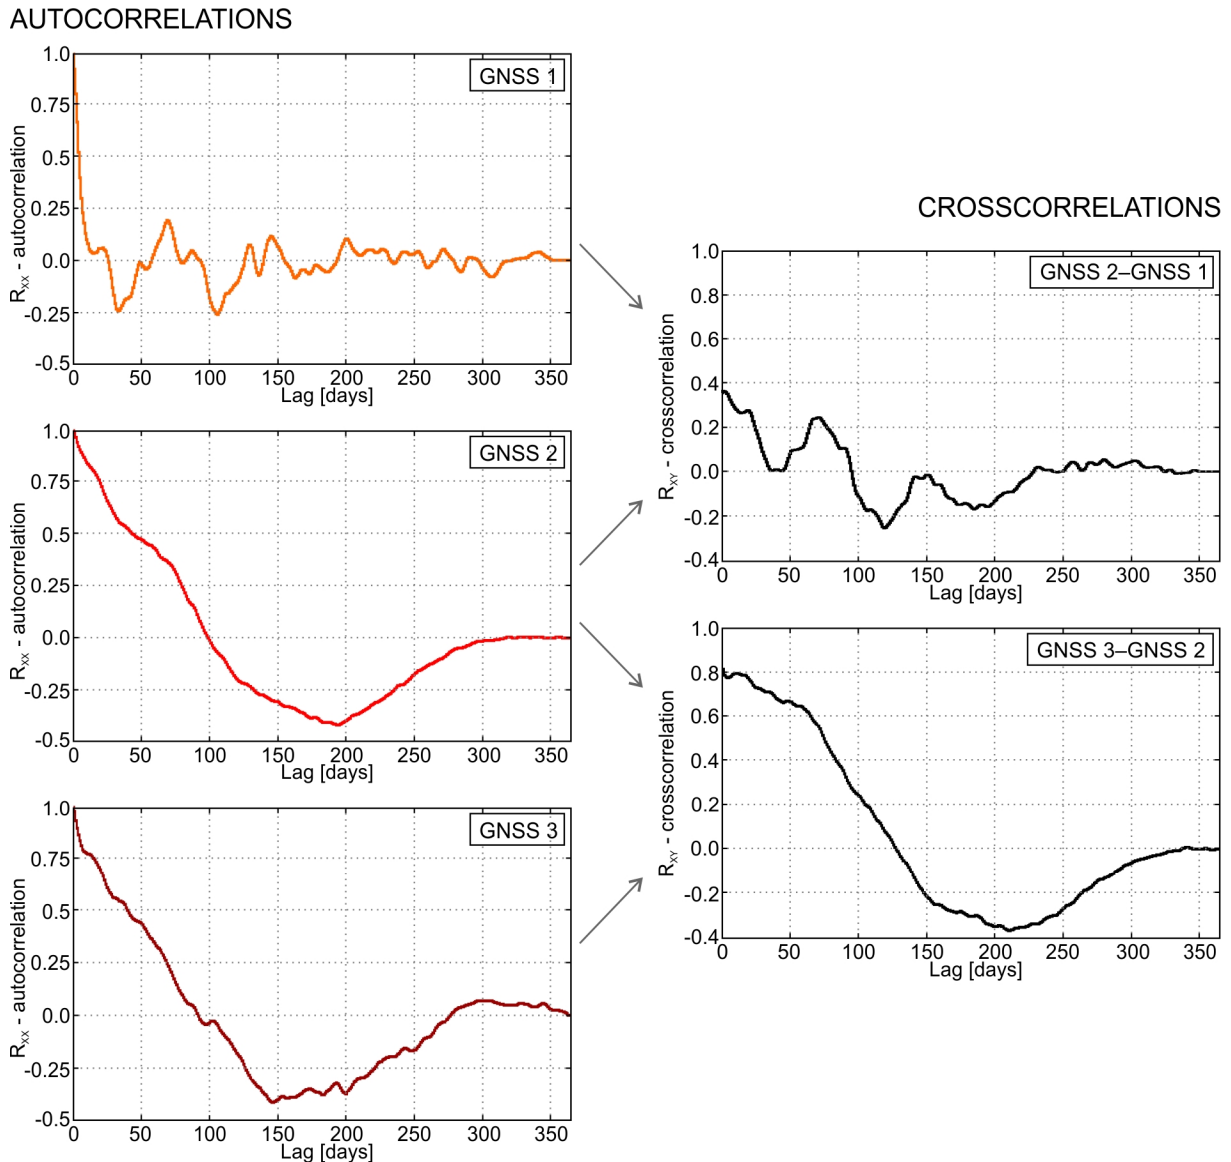 AUTOCORRELATIONS
GNSS 1
R_XX - autocorrelation
1.0
0.75
0.5
0.25
0.0
-0.25
-0.5
0 50 100 150 200 250 300 350
Lag [days]
GNSS 2
R_XX - autocorrelation
1.0
0.75
0.5
0.25
0.0
-0.25
-0.5
0 50 100 150 200 250 300 350
Lag [days]
GNSS 3
R_XX - autocorrelation
1.0
0.75
0.5
0.25
0.0
-0.25
-0.5
0 50 100 150 200 250 300 350
Lag [days]
CROSSCORRELATIONS
GNSS 2–GNSS 1
R_XY - crosscorrelation
1.0
0.8
0.6
0.4
0.2
0.0
-0.2
-0.4
0 50 100 150 200 250 300 350
Lag [days]
GNSS 3–GNSS 2
R_XY - crosscorrelation
1.0
0.8
0.6
0.4
0.2
0.0
-0.2
-0.4
0 50 100 150 200 250 300 350
Lag [days]